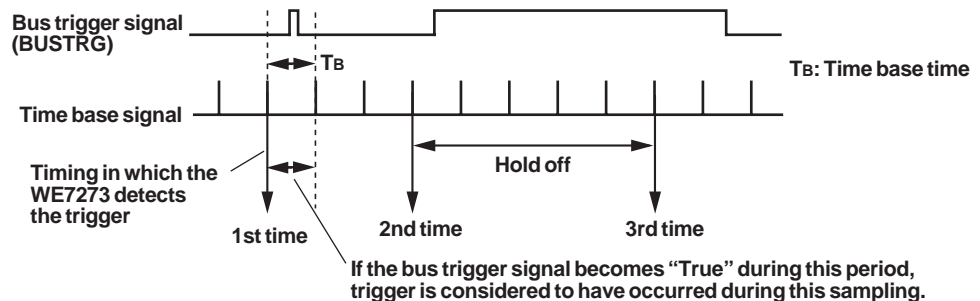 Bus trigger signal
(BUSTRG)
TB
TB: Time base time
Time base signal
Timing in which the
WE7273 detects
the trigger
Hold off
1st time
2nd time
3rd time
If the bus trigger signal becomes “True” during this period,
trigger is considered to have occurred during this sampling.